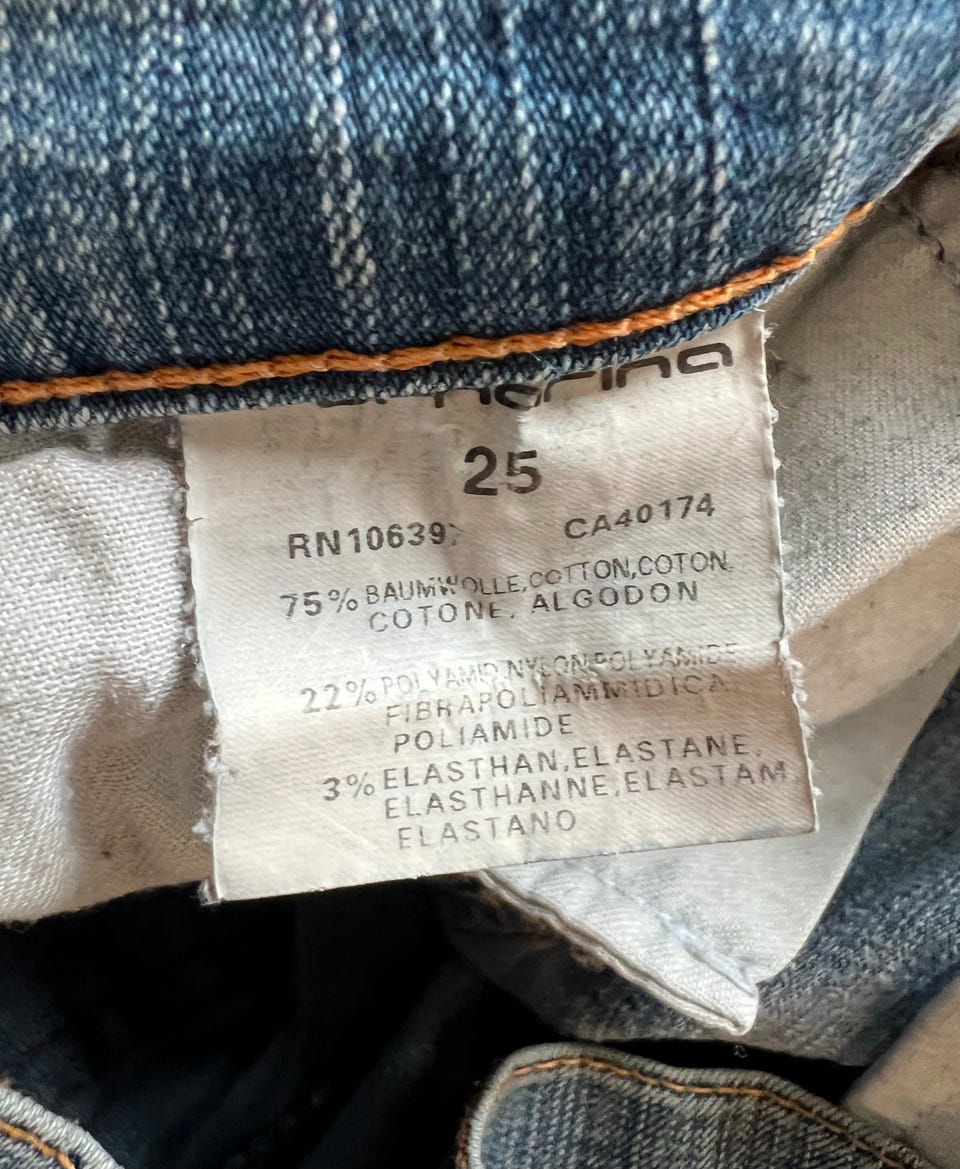 25
RN10639 CA40174
75% BAUMWOLLE,COTTON,COTON.
COTONE, ALGODON
22% POLYAMID,NYLON,POLYAMIDE
FIBRAPOLIAMMIDICA
POLIAMIDE
3% ELASTHAN,ELASTANE,
ELASTHANNE,ELASTAM
ELASTANO